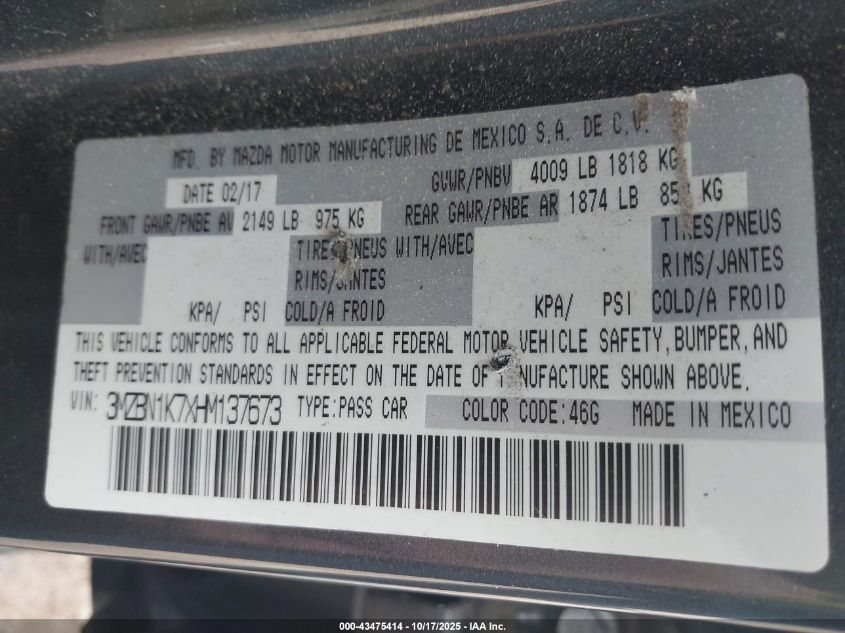 MFD. BY MAZDA MOTOR MANUFACTURING DE MEXICO S.A. DE C.V.
DATE 02/17 GVWR/PNBV 4009 LB 1818 KG
FRONT GAWR/PNBE AV 2149 LB 975 KG REAR GAWR/PNBE AR 1874 LB KG
WITH/AVEC TIRES/PNEUS WITH/AVEC TIRES/PNEUS
RIMS/JANTES RIMS/JANTES
KPA/ PSI COLD/A FROID KPA/ PSI COLD/A FROID
THIS VEHICLE CONFORMS TO ALL APPLICABLE FEDERAL MOTOR VEHICLE SAFETY, BUMPER, AND
THEFT PREVENTION STANDARDS IN EFFECT ON THE DATE OF MANUFACTURE SHOWN ABOVE.
VIN: 3MZBN1K7XHM137673 TYPE:PASS CAR COLOR CODE:46G MADE IN MEXICO
000-43475414 - 10/17/2025 - IAA Inc.